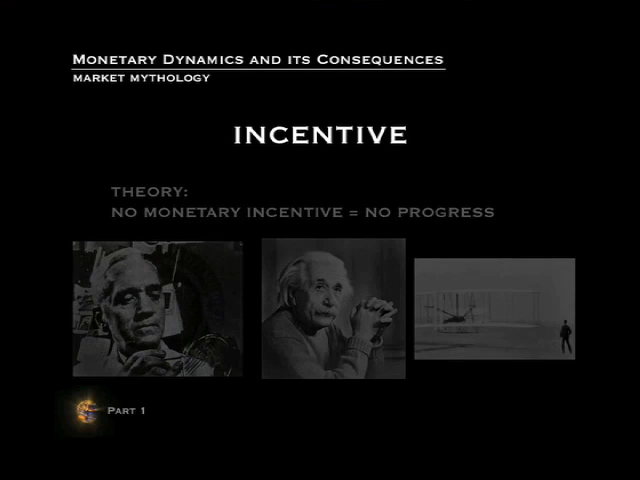 Monetary Dynamics and its Consequences
Market Mythology
INCENTIVE
THEORY:
NO MONETARY INCENTIVE = NO PROGRESS
Part 1